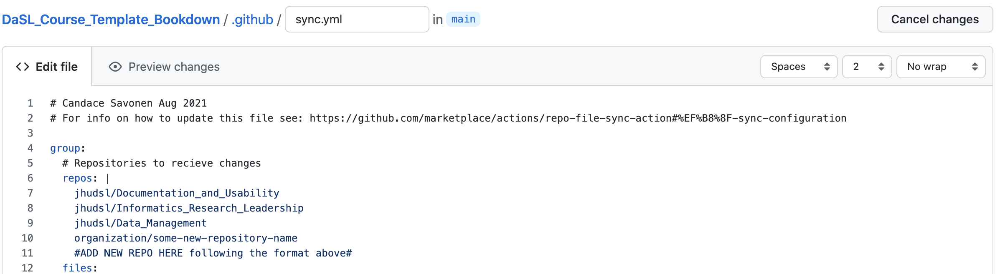 DaSL_Course_Template_Bookdown / .github / sync.yml in main Cancel changes
Edit file Preview changes Spaces 2 No wrap
1 # Candace Savonen Aug 2021
2 # For info on how to update this file see: https://github.com/marketplace/actions/repo-file-sync-action#%EF%B8%8F-sync-configuration
3
4 group:
5 # Repositories to recieve changes
6 repos: |
7 jhudsl/Documentation_and_Usability
8 jhudsl/Informatics_Research_Leadership
9 jhudsl/Data_Management
10 organization/some-new-repository-name
11 #ADD NEW REPO HERE following the format above#
12 files: